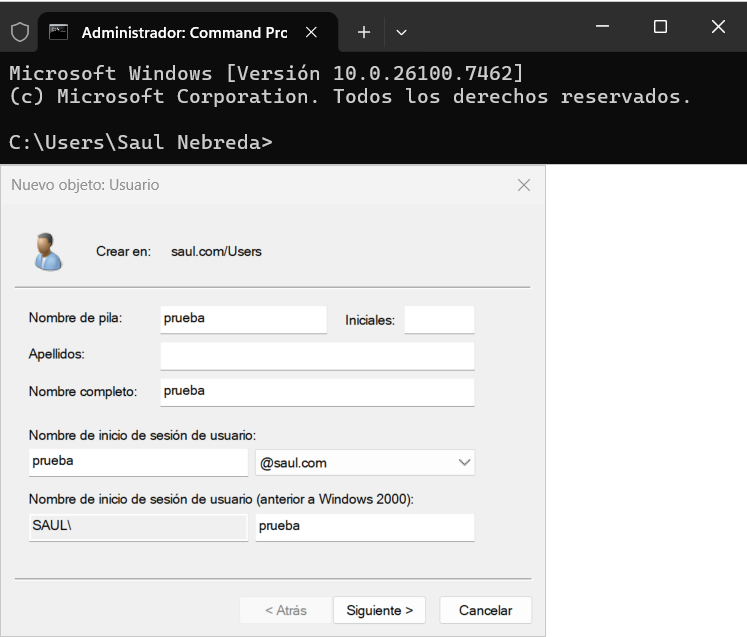 Administrador: Command Prc
Microsoft Windows [Versión 10.0.26100.7462]
(c) Microsoft Corporation. Todos los derechos reservados.
C:\Users\Saul Nebreda>
Nuevo objeto: Usuario
Crear en: saul.com/Users
Nombre de pila: prueba Iniciales:
Apellidos:
Nombre completo: prueba
Nombre de inicio de sesión de usuario:
prueba @saul.com
Nombre de inicio de sesión de usuario (anterior a Windows 2000):
SAUL\ prueba
< Atrás Siguiente > Cancelar